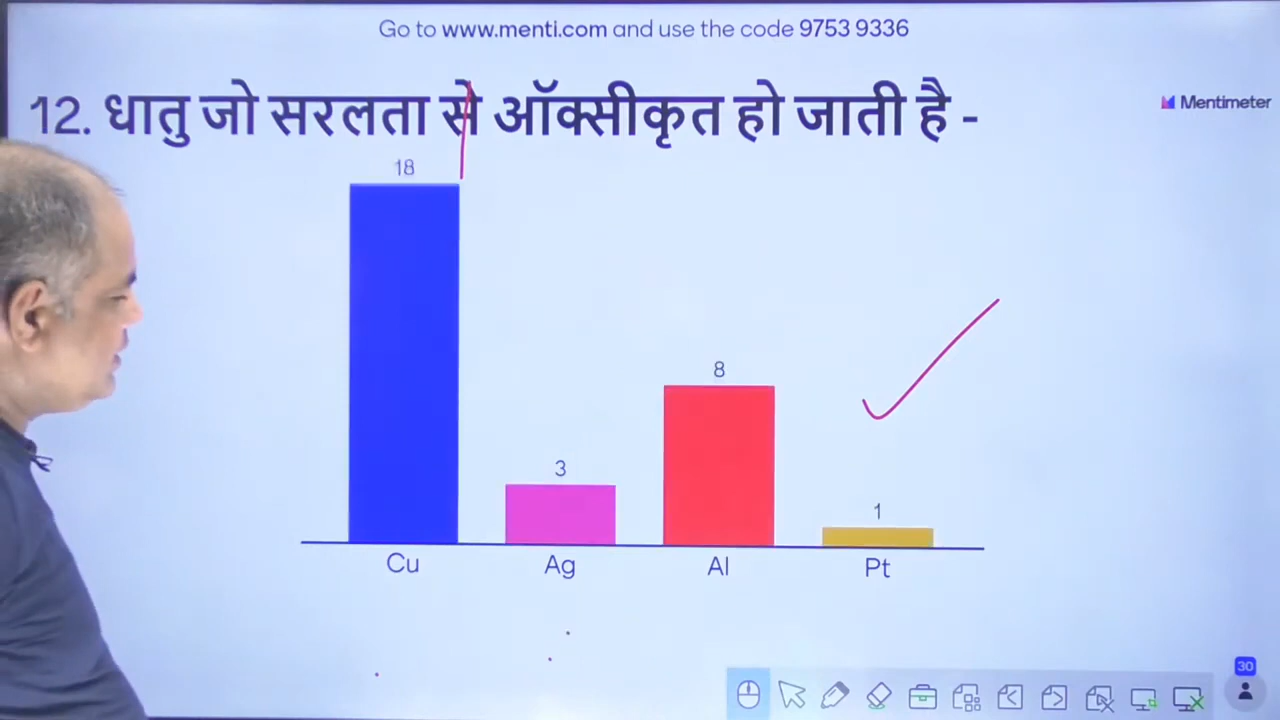 Go to www.menti.com and use the code 9753 9336
12. धातु जो सरलता से ऑक्सीकृत हो जाती है -
Mentimeter
18
3
8
1
Cu
Ag
Al
Pt
30